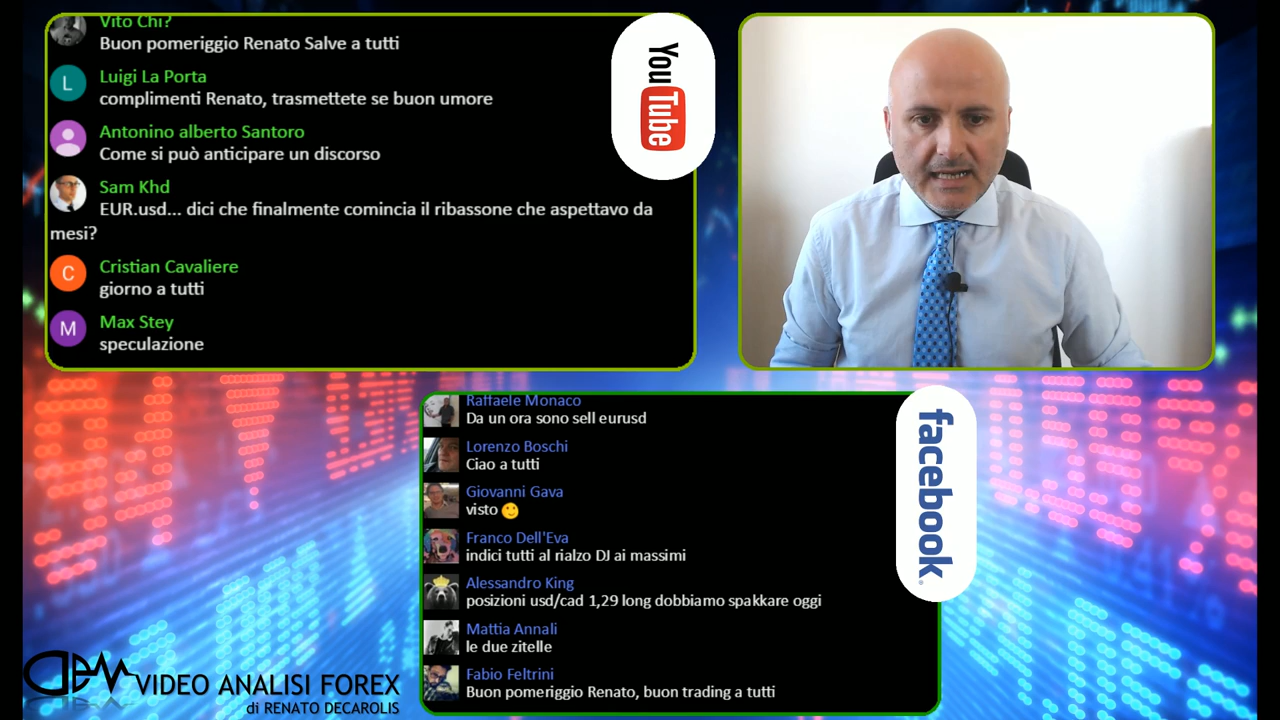 Vito Chi?
Buon pomeriggio Renato Salve a tutti
L
Luigi La Porta
complimenti Renato, trasmettete se buon umore
Antonino alberto Santoro
Come si può anticipare un discorso
Sam Khd
EUR.usd... dici che finalmente comincia il ribassone che aspettavo da
mesi?
C
Cristian Cavaliere
giorno a tutti
M
Max Stey
speculazione
YouTube
Raffaele Monaco
Da un ora sono sell eurusd
Lorenzo Boschi
Ciao a tutti
Giovanni Gava
visto 🙂
Franco Dell'Eva
indici tutti al rialzo DJ ai massimi
Alessandro King
posizioni usd/cad 1,29 long dobbiamo spakkare oggi
Mattia Annali
le due zitelle
Fabio Feltrini
Buon pomeriggio Renato, buon trading a tutti
facebook
VIDEO ANALISI FOREX
di RENATO DECAROLIS